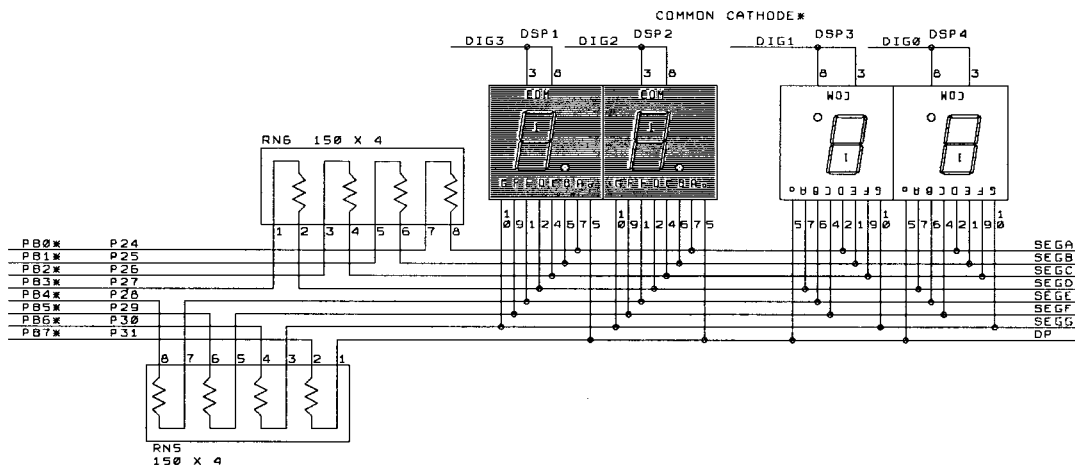 COMMON CATHODE*
DIG3 DSP1 DIG2 DSP2 DIG1 DSP3 DIG0 DSP4
3 8 3 8 8 3 8 3
COM COM COM COM
1 1 1 1
RN6 150 X 4
G F E D C B A . G F E D C B A . G F E D C B A . G F E D C B A .
10 9 1 2 4 6 7 5 10 9 1 2 4 6 7 5 5 7 6 4 2 1 9 10 5 7 6 4 2 1 9 10
1 2 3 4 5 6 7 8
PB0* P24 SEGA
PB1* P25 SEGB
PB2* P26 SEGC
PB3* P27 SEGD
PB4* P28 SEGE
PB5* P29 SEGF
PB6* P30 SEGG
PB7* P31 DP
8 7 6 5 4 3 2 1
RN5
150 X 4